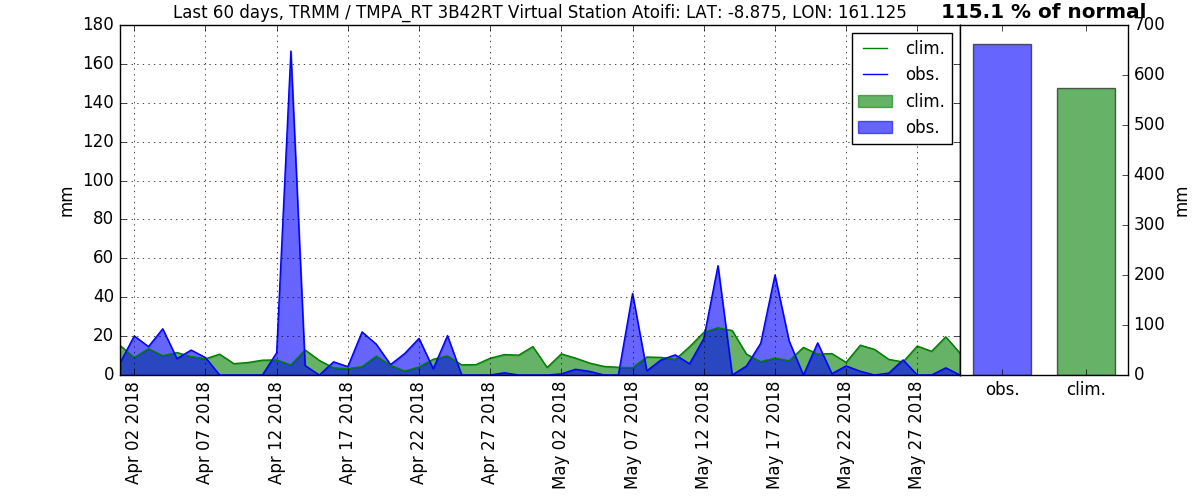 Last 60 days, TRMM / TMPA_RT 3B42RT Virtual Station Atoifi: LAT: -8.875, LON: 161.125
115.1 % of normal
180
160
140
120
100
80
60
40
20
0
mm
clim.
obs.
clim.
obs.
Apr 02 2018
Apr 07 2018
Apr 12 2018
Apr 17 2018
Apr 22 2018
Apr 27 2018
May 02 2018
May 07 2018
May 12 2018
May 17 2018
May 22 2018
May 27 2018
700
600
500
400
300
200
100
0
mm
obs.
clim.